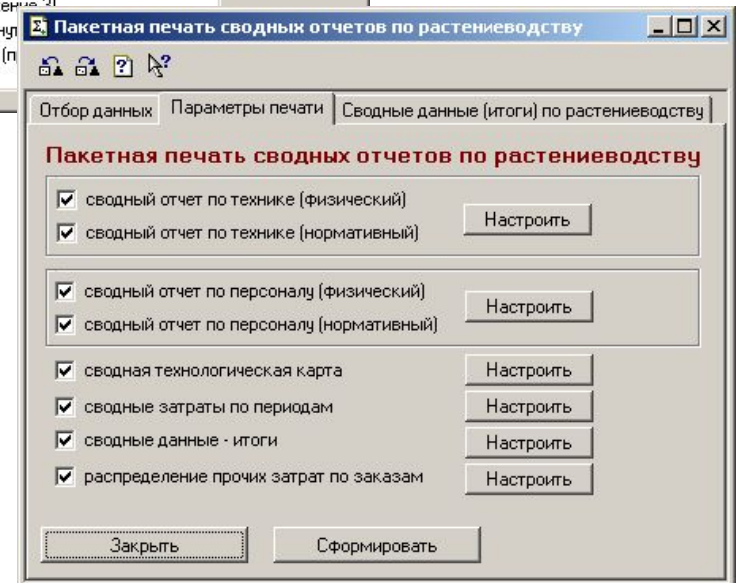 Пакетная печать сводных отчетов по растениеводству
Отбор данных Параметры печати Сводные данные (итоги) по растениеводству
Пакетная печать сводных отчетов по растениеводству
сводный отчет по технике (физический)
Настроить
сводный отчет по технике (нормативный)
сводный отчет по персоналу (физический)
Настроить
сводный отчет по персоналу (нормативный)
сводная технологическая карта Настроить
сводные затраты по периодам Настроить
сводные данные - итоги Настроить
распределение прочих затрат по заказам Настроить
Закрыть Сформировать